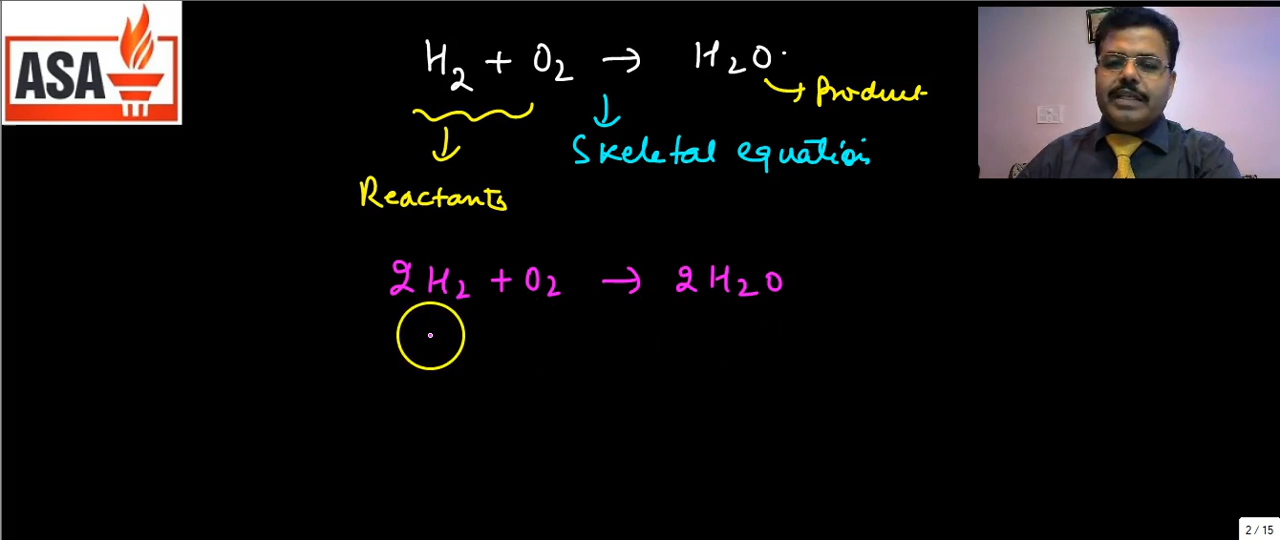 ASA
H₂ + O₂ → H₂O.
→ Product
Skeletal equation
Reactants
2H₂ + O₂ → 2H₂O
2 / 15